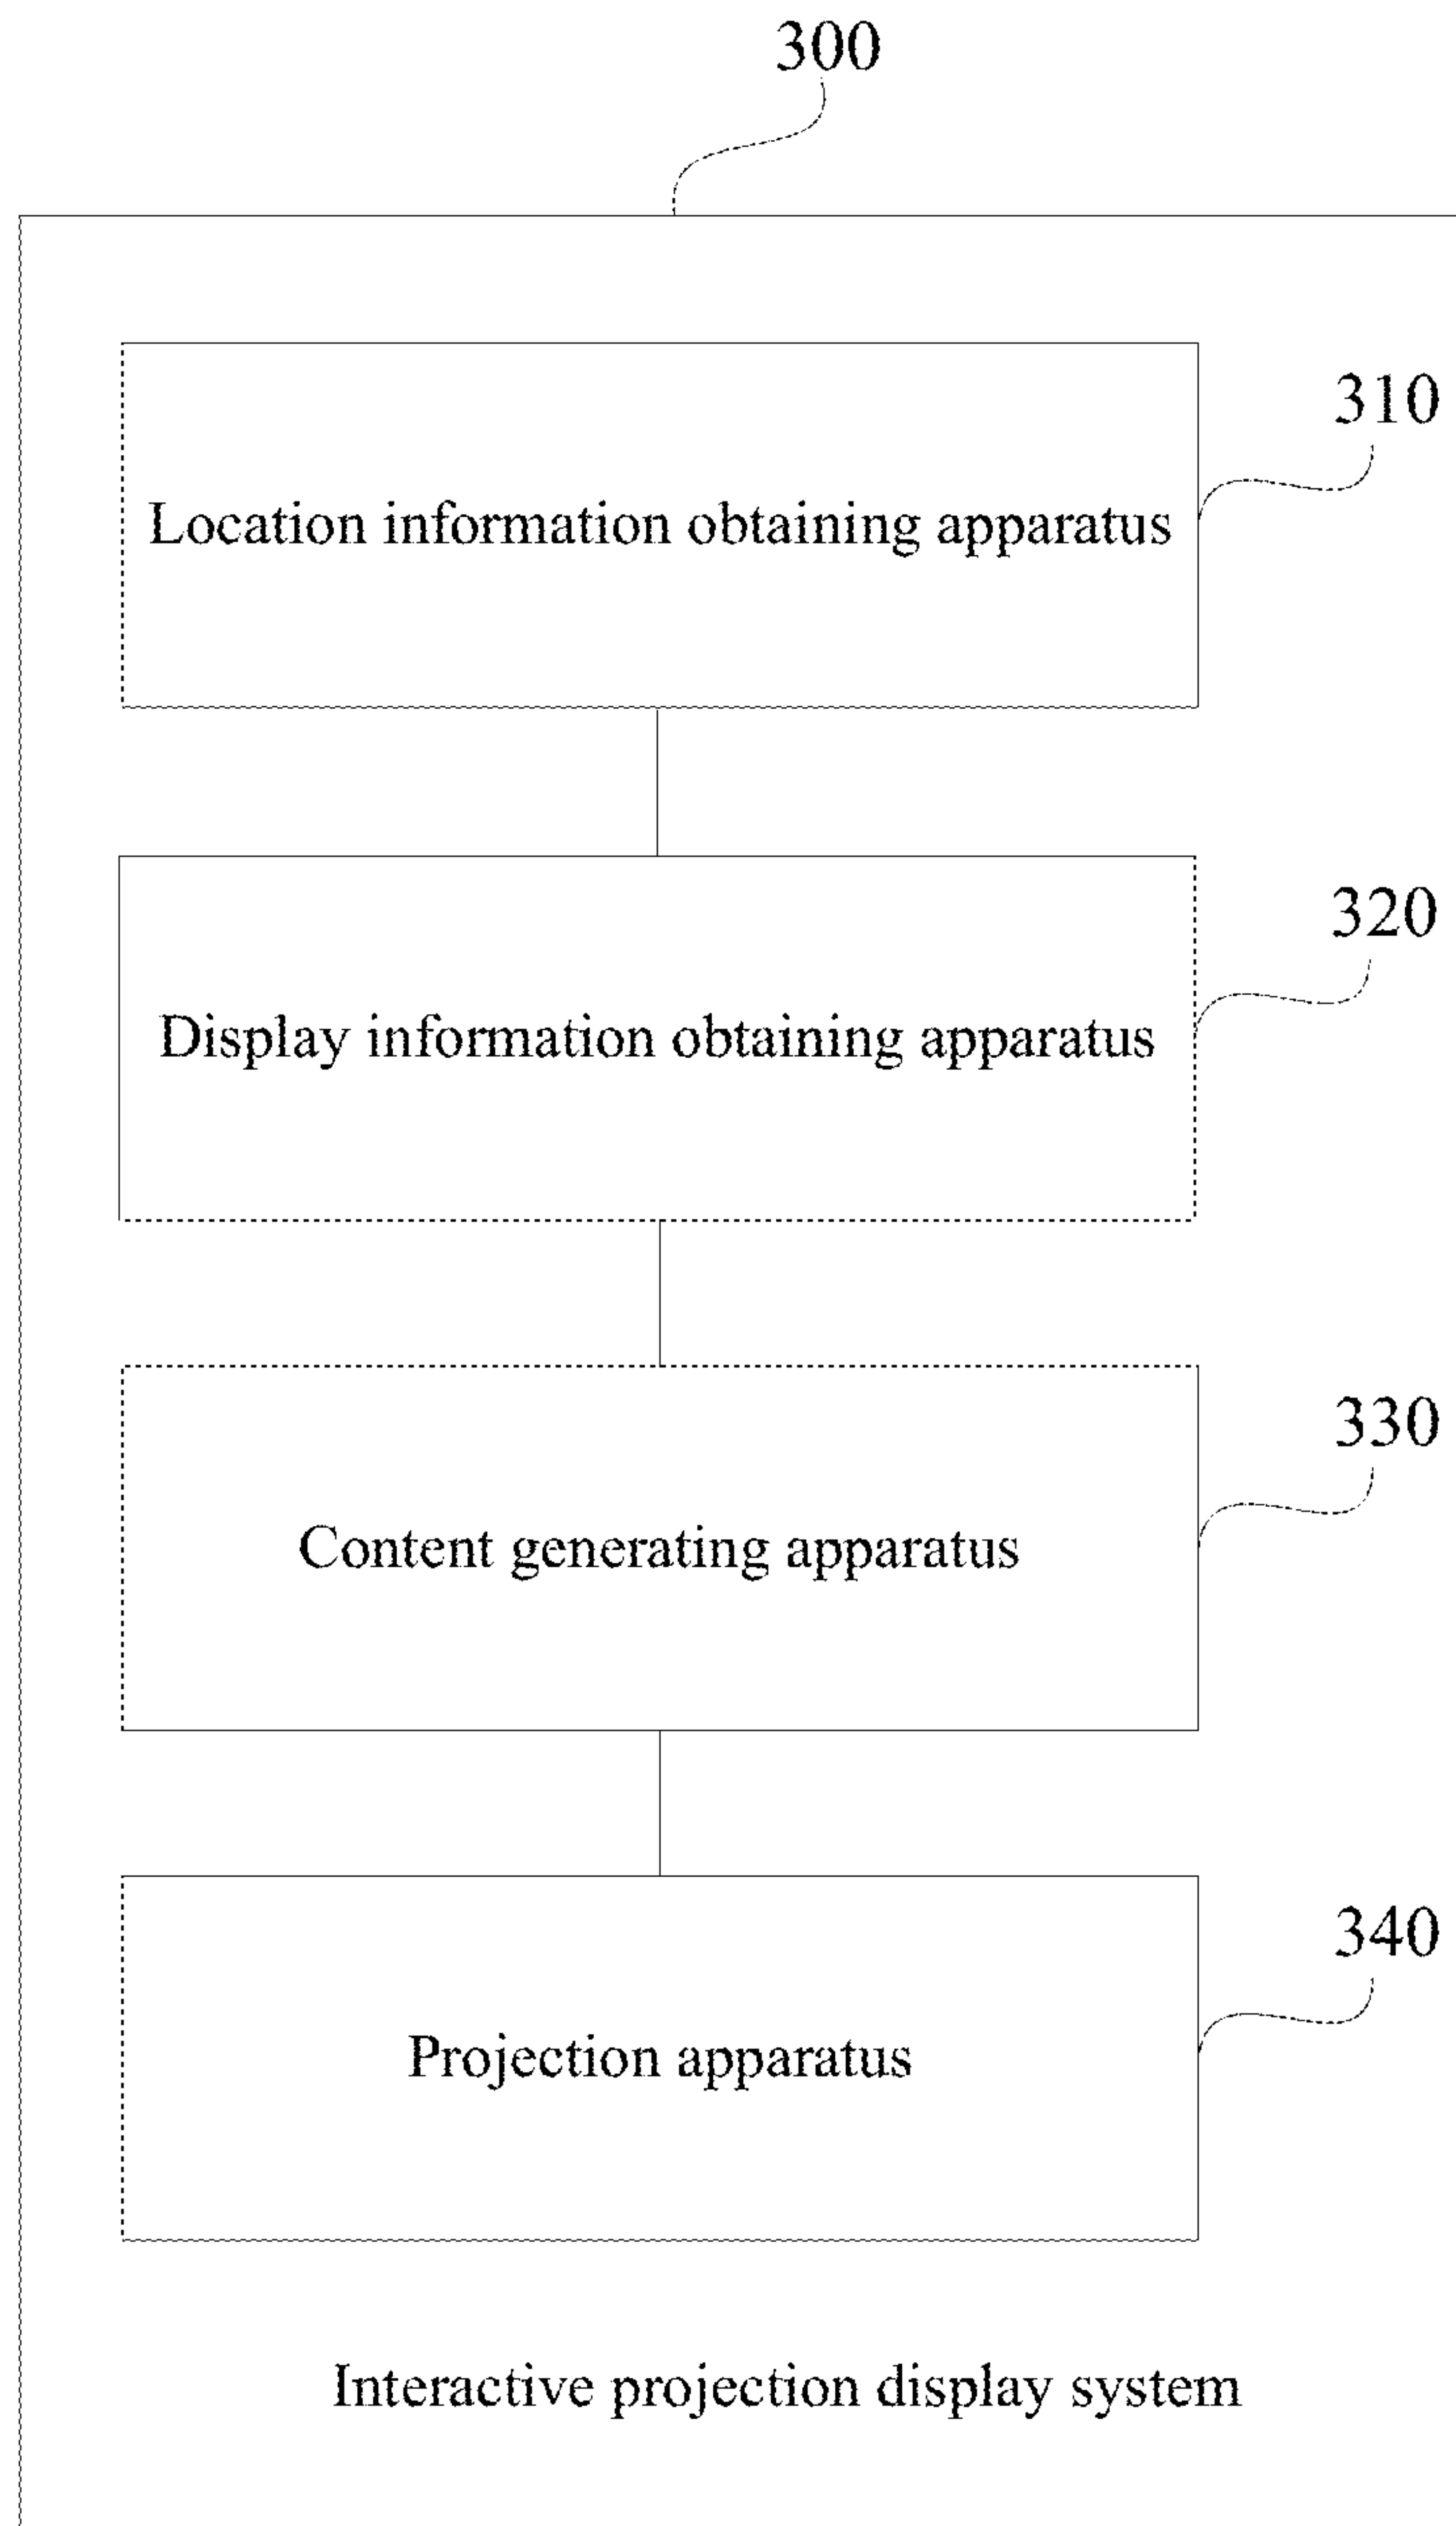 300
310
Location information obtaining apparatus
320
Display information obtaining apparatus
330
Content generating apparatus
340
Projection apparatus
Interactive projection display system